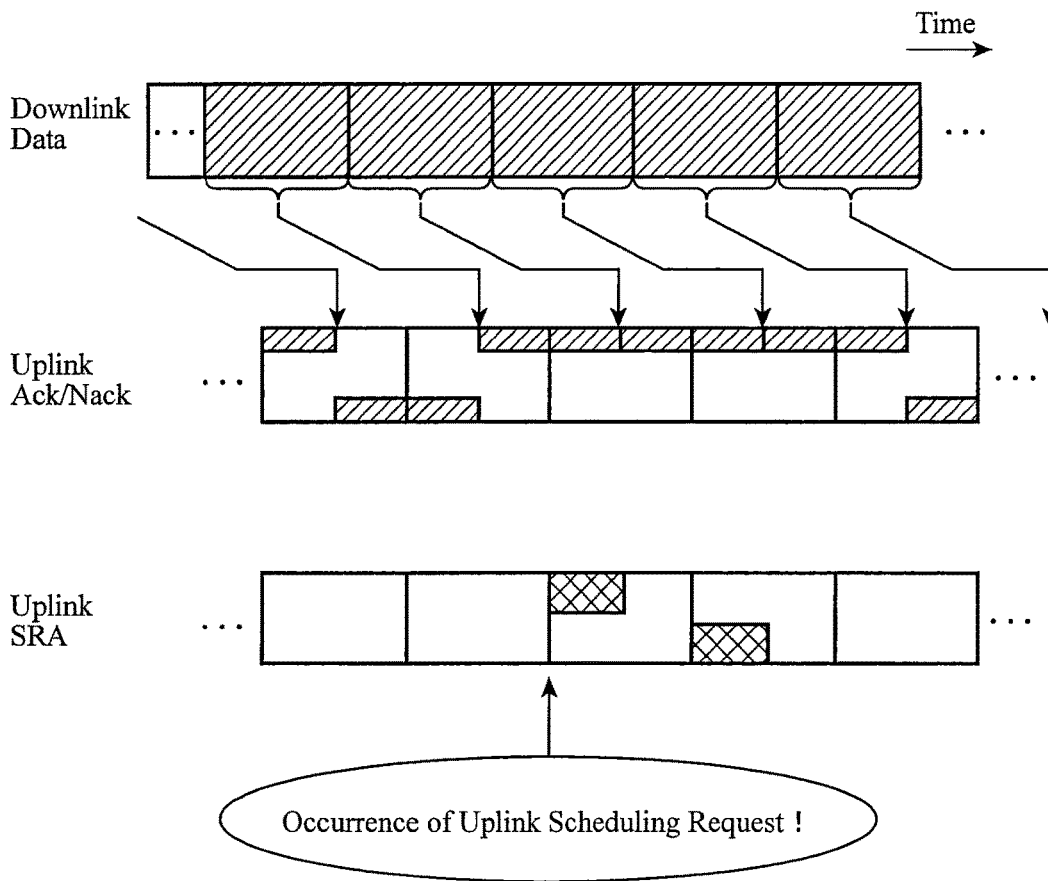 Time
Downlink
Data
· · ·
· · ·
Uplink
Ack/Nack
· · ·
· · ·
Uplink
SRA
· · ·
· · ·
Occurrence of Uplink Scheduling Request !